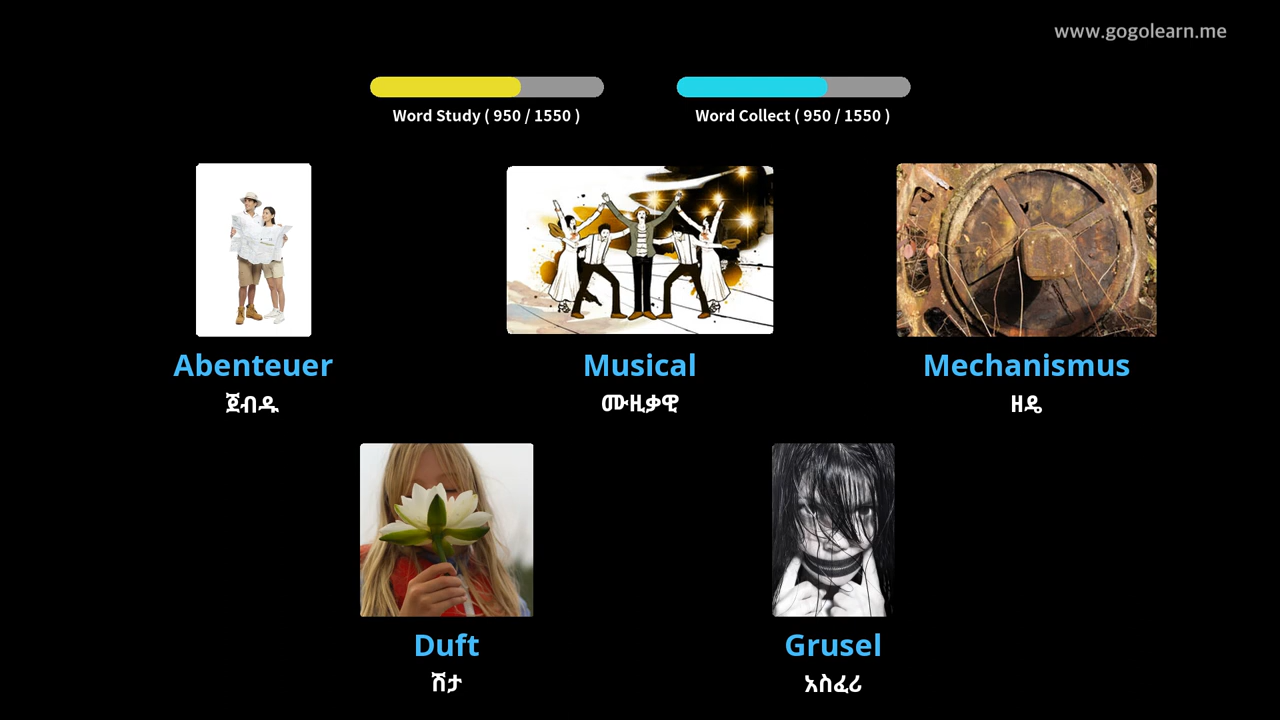 www.gogolearn.me
Word Study ( 950 / 1550 )
Word Collect ( 950 / 1550 )
Abenteuer
ጀብዱ
Musical
ሙዚቃዊ
Mechanismus
ዘዴ
Duft
ሽታ
Grusel
አስፈሪ